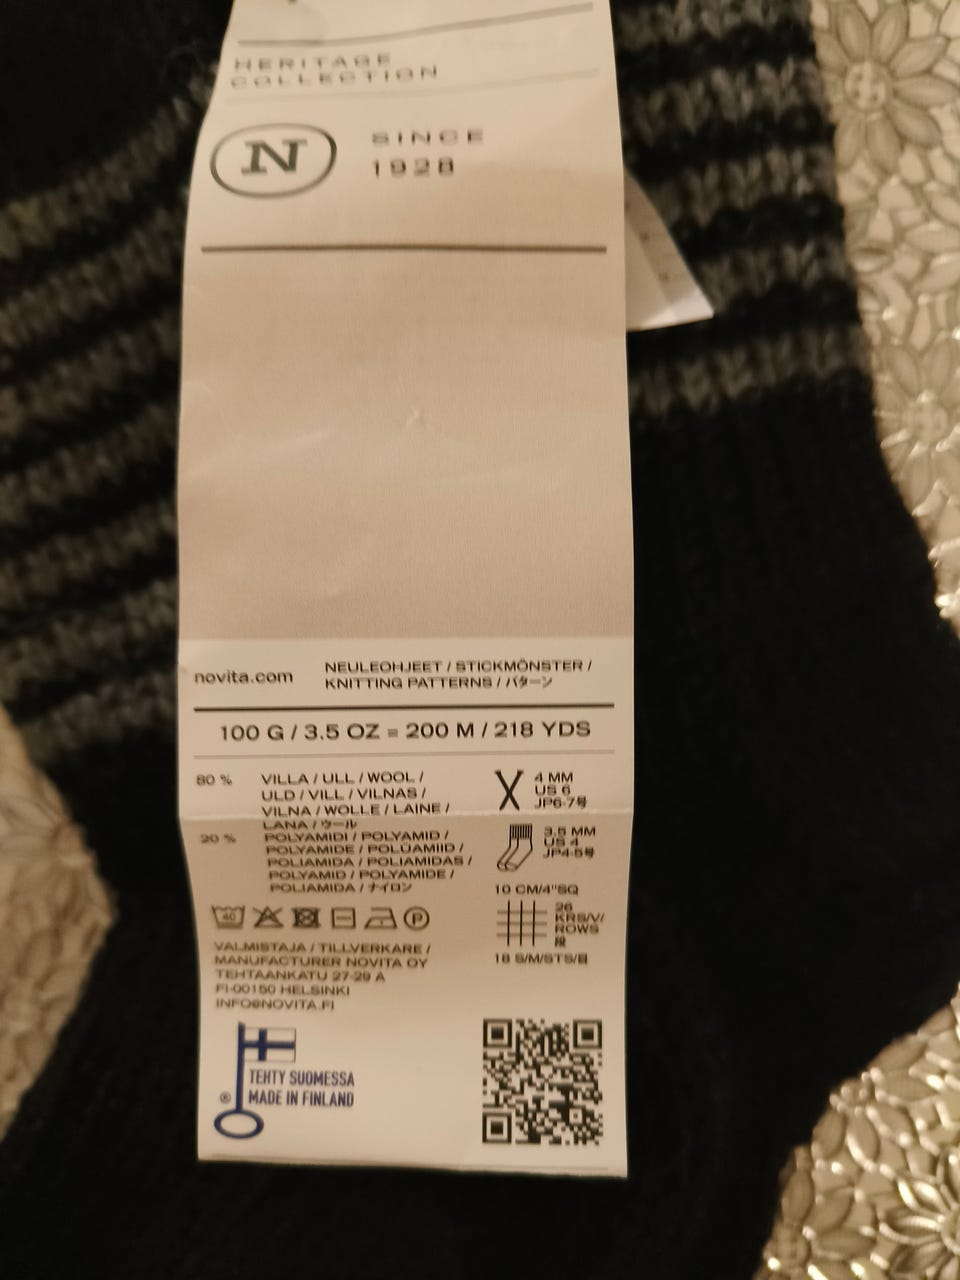 HERITAGE
COLLECTION
N
SINCE
1928
novita.com
NEULEOHJEET / STICKMÖNSTER /
KNITTING PATTERNS / パターン
100 G / 3.5 OZ = 200 M / 218 YDS
80 %
VILLA / ULL / WOOL /
ULD / VILL / VILNAS /
VILNA / WOLLE / LAINE /
LANA / ウール
20 %
POLYAMIDI / POLYAMID /
POLYAMIDE / POLÜAMIID /
POLIAMIDA / POLIAMIDAS /
POLYAMID / POLYAMIDE /
POLIAMIDA / ナイロン
4 MM
US 6
JP6-7号
3.5 MM
US 4
JP4-5号
10 CM/4"SQ
26
KRS/V/
ROWS
段
18 S/M/STS/目
40
P
VALMISTAJA / TILLVERKARE /
MANUFACTURER NOVITA OY
TEHTAANKATU 27-29 A
FI-00150 HELSINKI
INFO@NOVITA.FI
TEHTY SUOMESSA
® MADE IN FINLAND